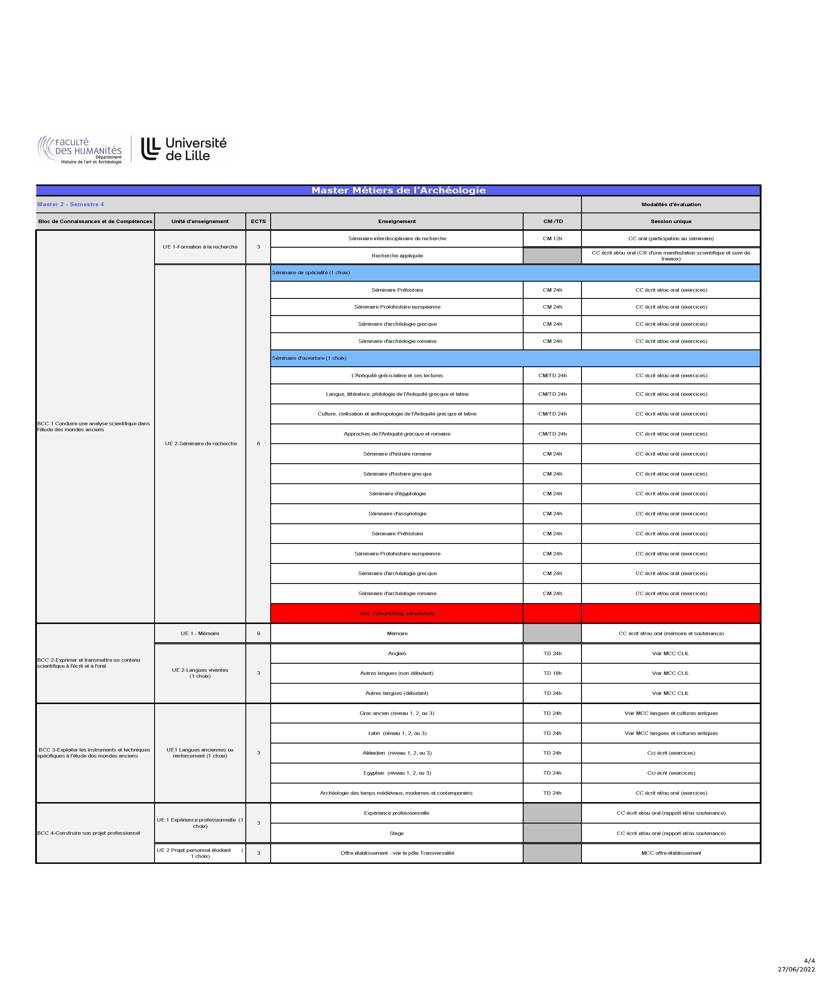 FACULTÉ
DES HUMANITÉS
Département
Histoire de l'art et Archéologie
Université
de Lille
Master Métiers de l'Archéologie
Master 2 - Semestre 4 Modalités d'évaluation
Bloc de Connaissances et de Compétences Unité d'enseignement ECTS Enseignement CM /TD Session unique
BCC 1 Conduire une analyse scientifique dans
l'étude des mondes anciens
UE 1-Formation à la recherche 3
Séminaire interdisciplinaire de recherche CM 12h CC oral (participation au séminaire)
Recherche appliquée CC écrit et/ou oral (CR d'une manifestation scientifique et suivi de
travaux)
UE 2-Séminaire de recherche 6
Séminaire de spécialité (1 choix)
Séminaire Préhistoire CM 24h CC écrit et/ou oral (exercices)
Séminaire Protohistoire européenne CM 24h CC écrit et/ou oral (exercices)
Séminaire d'archéologie grecque CM 24h CC écrit et/ou oral (exercices)
Séminaire d'archéologie romaine CM 24h CC écrit et/ou oral (exercices)
Séminaire d'ouverture (1 choix)
L'Antiquité gréco-latine et ses lectures CM/TD 24h CC écrit et/ou oral (exercices)
Langue, littérature, philologie de l'Antiquité grecque et latine CM/TD 24h CC écrit et/ou oral (exercices)
Culture, civilisation et anthropologie de l'Antiquité grecque et latine CM/TD 24h CC écrit et/ou oral (exercices)
Approches de l'Antiquité grecque et romaine CM/TD 24h CC écrit et/ou oral (exercices)
Séminaire d'histoire romaine CM 24h CC écrit et/ou oral (exercices)
Séminaire d'histoire grecque CM 24h CC écrit et/ou oral (exercices)
Séminaire d'égyptologie CM 24h CC écrit et/ou oral (exercices)
Séminaire d'assyriologie CM 24h CC écrit et/ou oral (exercices)
Séminaire Préhistoire CM 24h CC écrit et/ou oral (exercices)
Séminaire Protohistoire européenne CM 24h CC écrit et/ou oral (exercices)
Séminaire d'archéologie grecque CM 24h CC écrit et/ou oral (exercices)
Séminaire d'archéologie romaine CM 24h CC écrit et/ou oral (exercices)
Vert. Paleontology, paleobotany
BCC 2-Exprimer et transmettre un contenu
scientifique à l'écrit et à l'oral
UE 1 - Mémoire 9 Mémoire CC écrit et/ou oral (mémoire et soutenance)
UE 2-Langues vivantes
(1 choix)
3
Anglais TD 24h Voir MCC CLIL
Autres langues (non débutant) TD 18h Voir MCC CLIL
Autres langues (débutant) TD 24h Voir MCC CLIL
BCC 3-Exploiter les instruments et techniques
spécifiques à l'étude des mondes anciens
UE1 Langues anciennes ou
renforcement (1 choix)
3
Grec ancien (niveau 1, 2, ou 3) TD 24h Voir MCC langues et cultures antiques
Latin (niveau 1, 2, ou 3) TD 24h Voir MCC langues et cultures antiques
Akkadien (niveau 1, 2, ou 3) TD 24h Cci écrit (exercices)
Egyptien (niveau 1, 2, ou 3) TD 24h Cci écrit (exercices)
Archéologie des temps médiévaux, modernes et contemporains TD 24h CC écrit et/ou oral (exercices)
BCC 4-Construire son projet professionnel
UE 1 Expérience professionnelle (1
choix)
3
Expérience professionnelle CC écrit et/ou oral (rapport et/ou soutenance)
Stage CC écrit et/ou oral (rapport et/ou soutenance)
UE 2 Projet personnel étudiant (
1 choix)
3 Offre établissement - voir le pôle Transversalité MCC offre établissement
4/4
27/06/2022